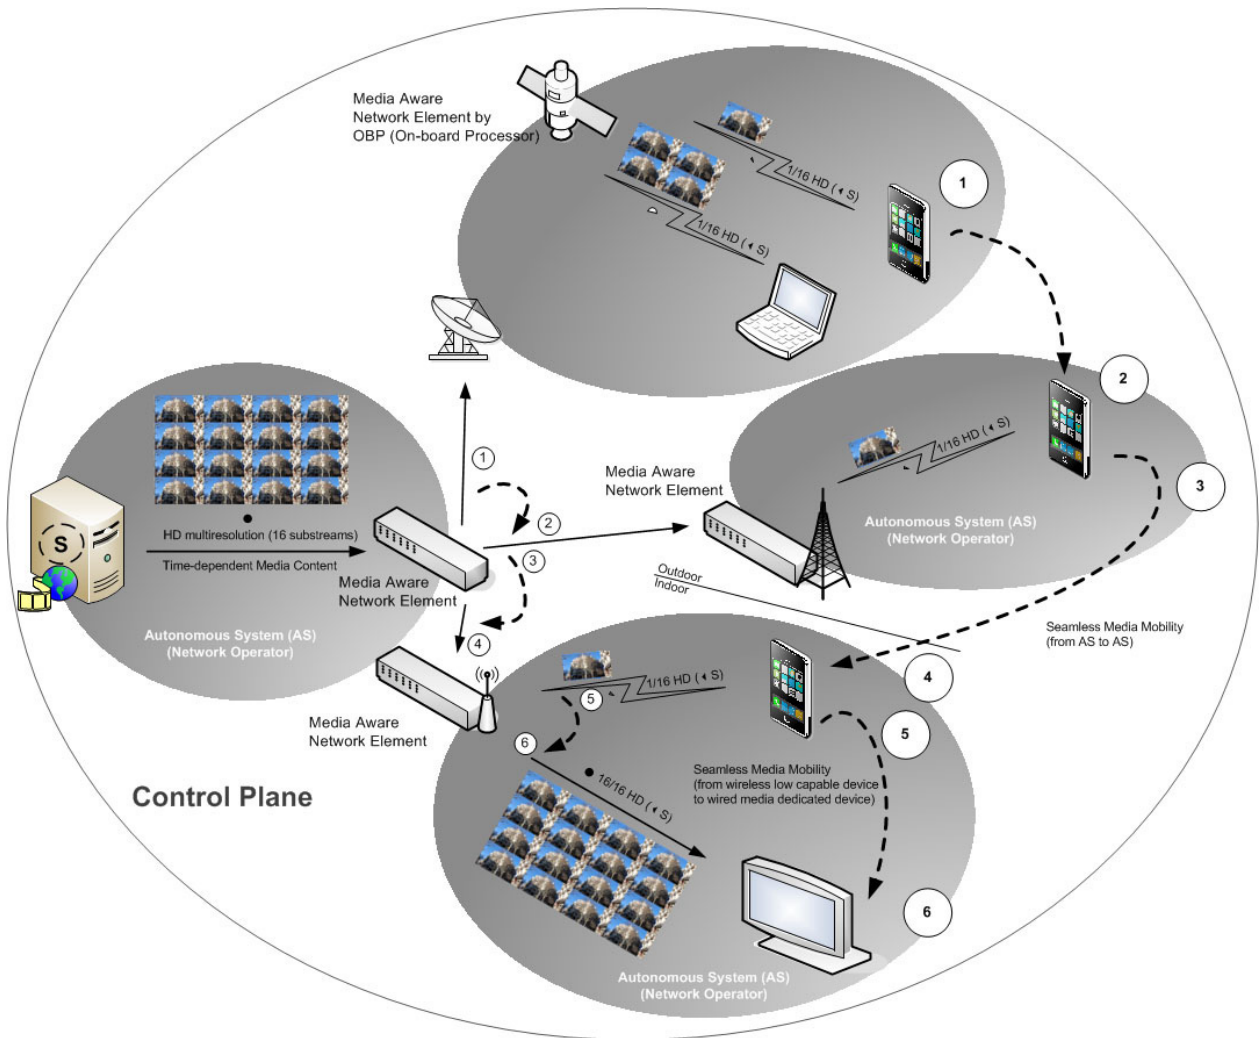 Media Aware
Network Element by
OBP (On-board Processor)
1/16 HD ( S)
1
1/16 HD ( S)
2
1/16 HD ( S)
3
Media Aware
Network Element
Autonomous System (AS)
(Network Operator)
1
2
3
S
HD multiresolution (16 substreams)
Time-dependent Media Content
Media Aware
Network Element
Autonomous System (AS)
(Network Operator)
Outdoor
Indoor
Seamless Media Mobility
(from AS to AS)
4
Media Aware
Network Element
1/16 HD ( S)
5
6
4
5
16/16 HD ( S)
Seamless Media Mobility
(from wireless low capable device
to wired media dedicated device)
Control Plane
6
Autonomous System (AS)
(Network Operator)